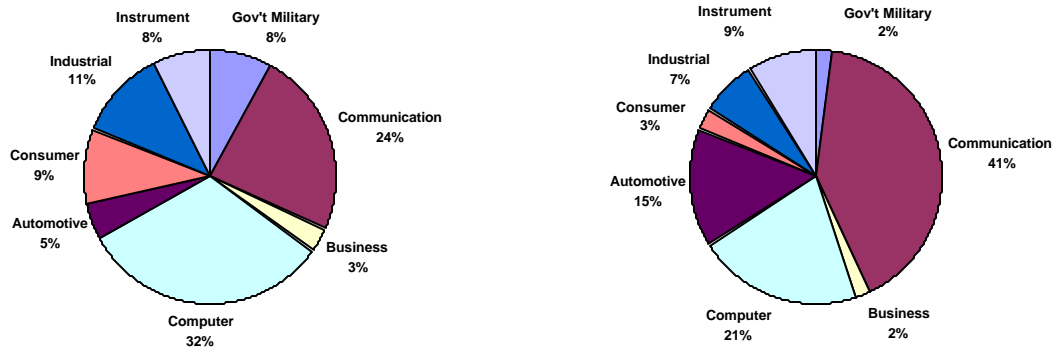 Instrument
8%
Gov't Military
8%
Industrial
11%
Communication
24%
Consumer
9%
Automotive
5%
Business
3%
Computer
32%
Instrument
9%
Gov't Military
2%
Industrial
7%
Consumer
3%
Communication
41%
Automotive
15%
Computer
21%
Business
2%